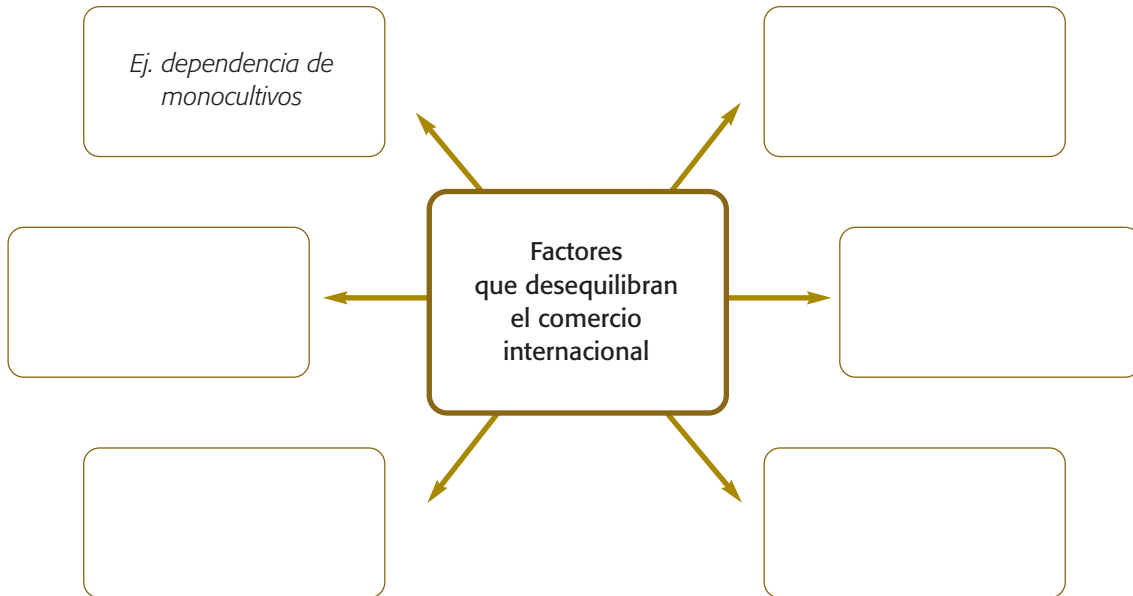 Ej. dependencia de
monocultivos
Factores
que desequilibran
el comercio
internacional